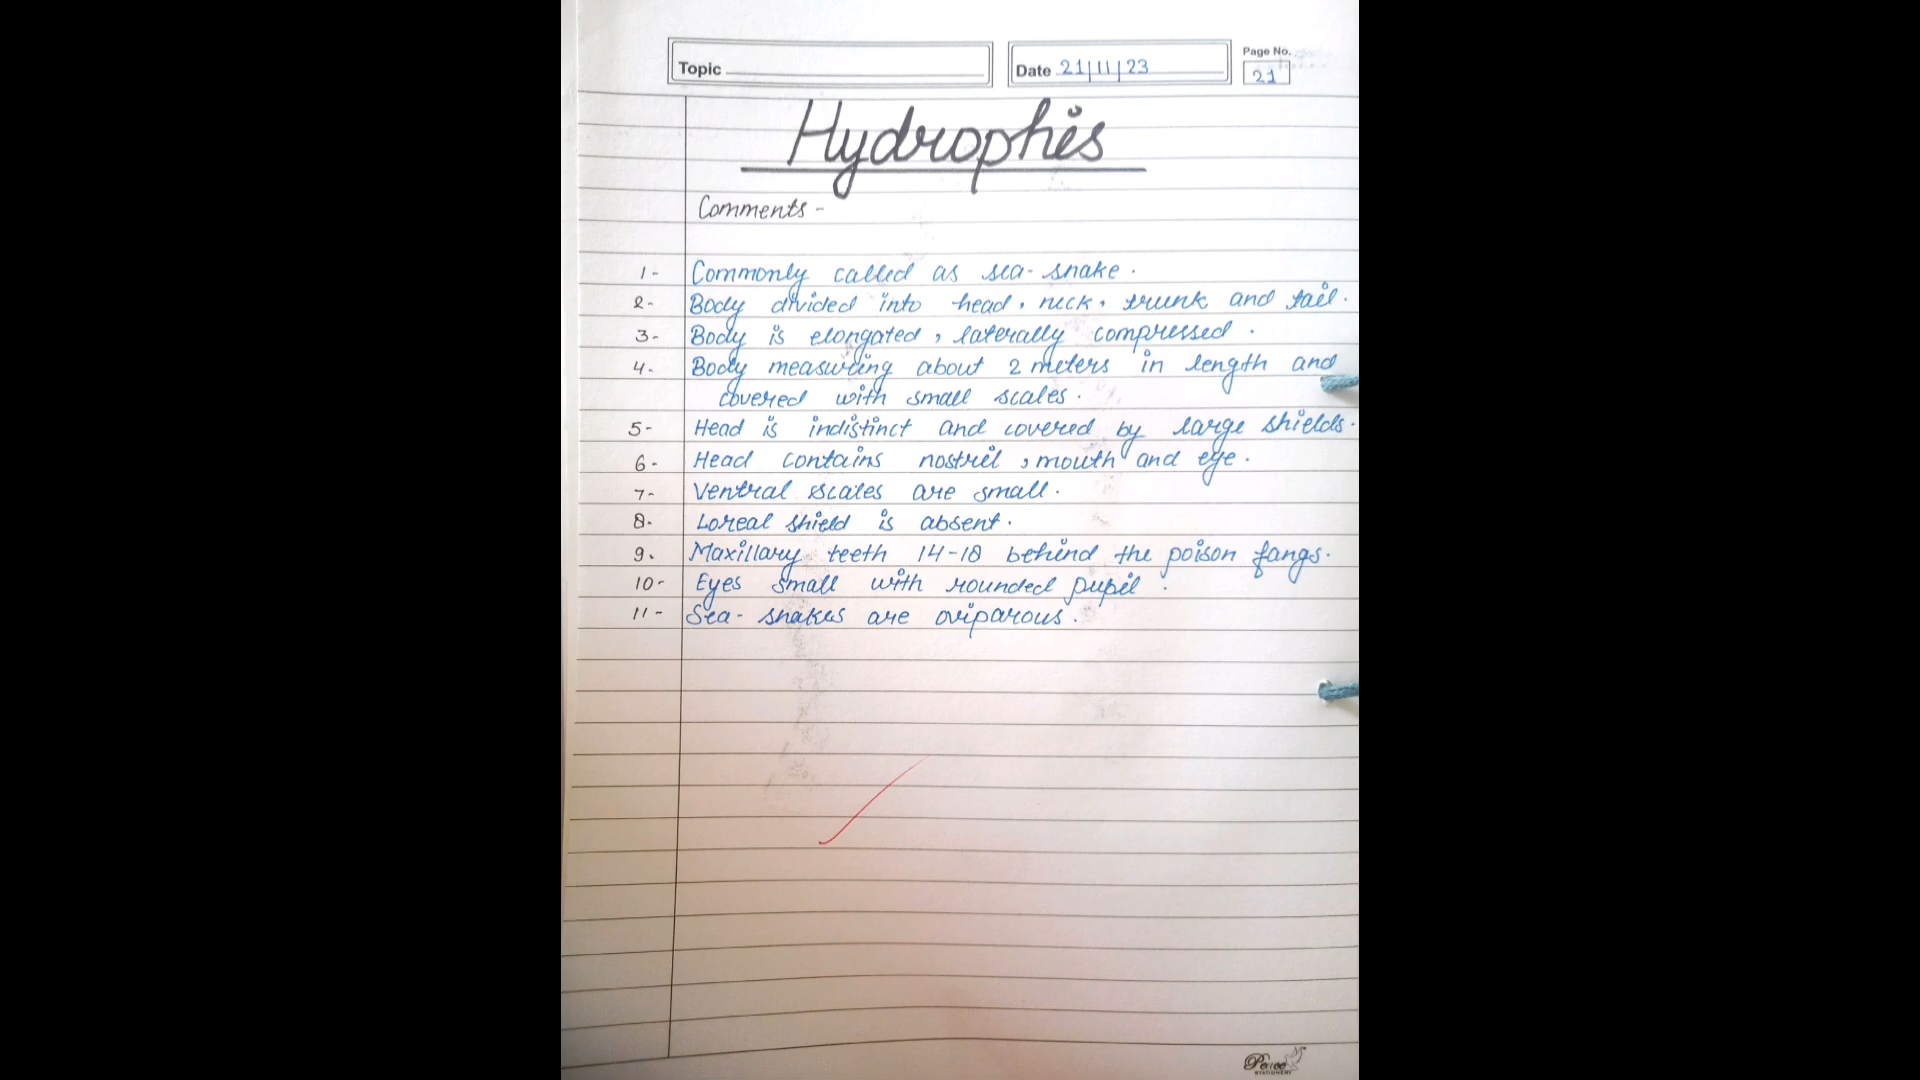 Topic
Date 21|11|23
Page No.
21
Hydrophis
Comments -
1- Commonly called as sea-snake.
2- Body divided into head, neck, trunk and tail.
3- Body is elongated, laterally compressed.
4. Body measuring about 2 meters in length and
covered with small scales.
5- Head is indistinct and covered by large shields.
6- Head contains nostril, mouth and eye.
7- Ventral scales are small.
8. Loreal shield is absent.
9. Maxillary teeth 14-18 behind the poison fangs.
10- Eyes small with rounded pupil.
11- Sea-snakes are oviparous.
STATIONERY